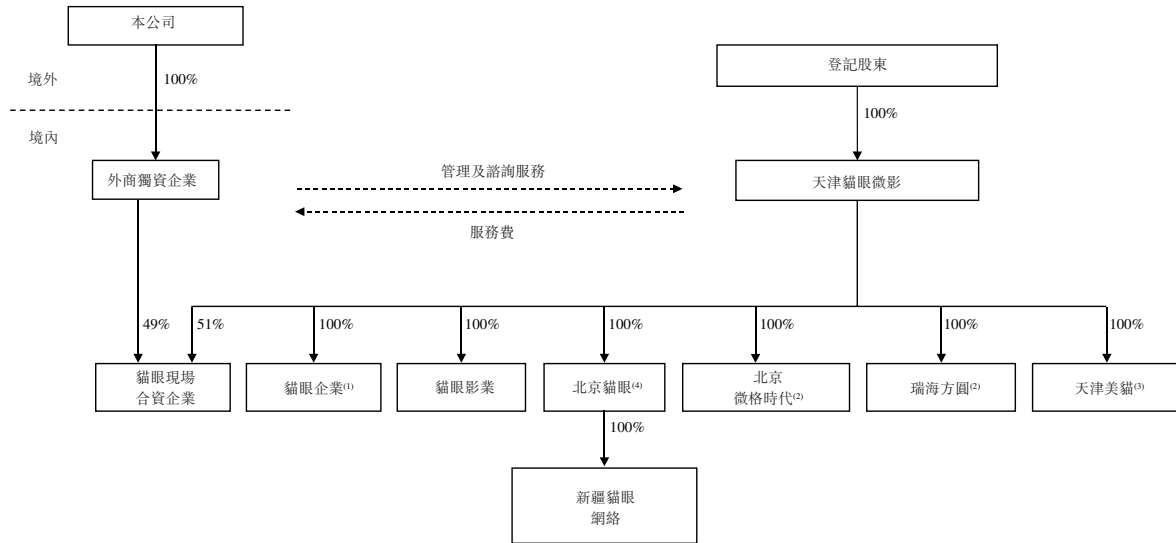 本公司
登記股東
境外
100%
100%
境內
外商獨資企業
管理及諮詢服務
天津貓眼微影
服務費
49%
51%
100%
100%
100%
100%
100%
100%
貓眼現場
合資企業
貓眼企業(1)
貓眼影業
北京貓眼(4)
北京
微格時代(2)
瑞海方圓(2)
天津美貓(3)
100%
新疆貓眼
網絡